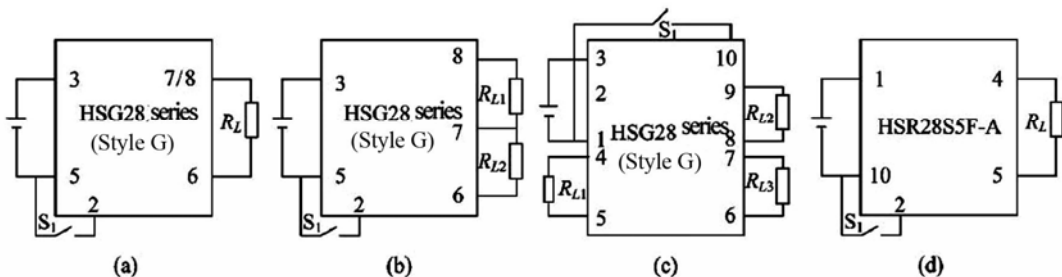 3
7/8
HSG28 series
(Style G)
R_L
5
6
2
S1
(a)
8
3
R_L1
HSG28 series
(Style G)
7
R_L2
5
6
2
S1
(b)
S1
3
10
2
9
R_L2
1
8
HSG28 series
4
7
(Style G)
R_L1
R_L3
5
6
(c)
1
4
HSR28S5F-A
R_L
10
5
2
S1
(d)